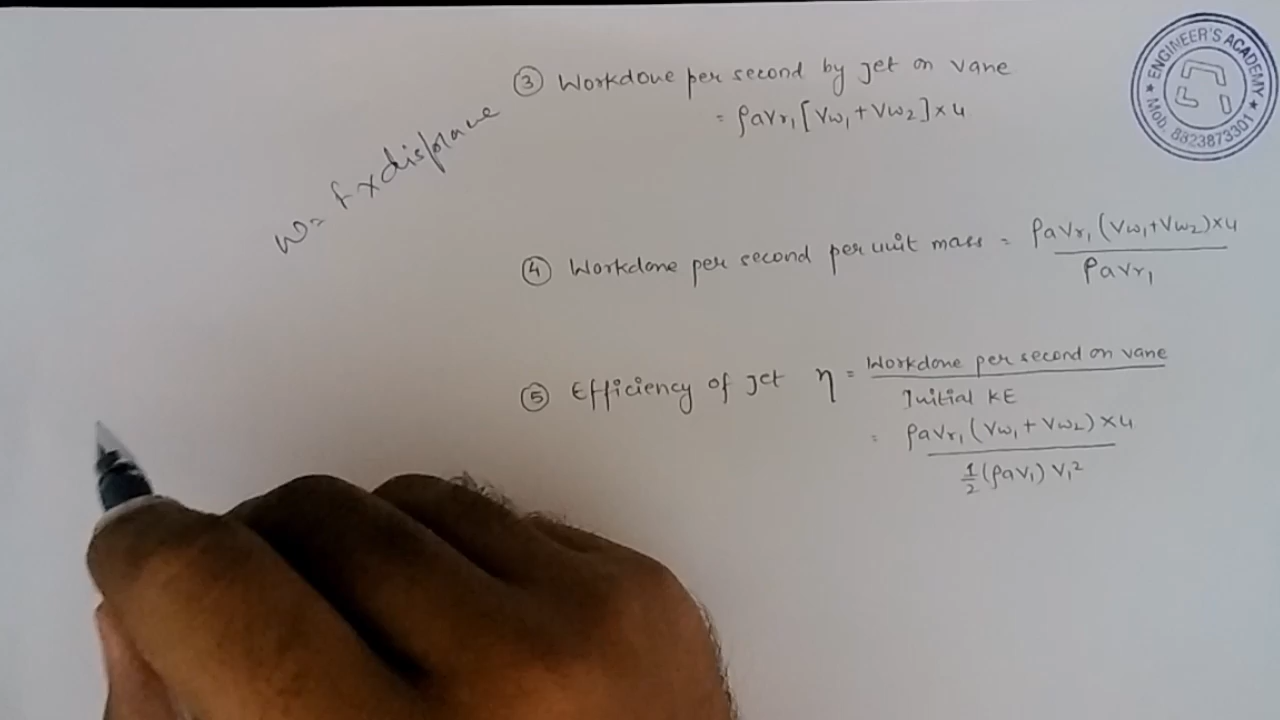 ③ Workdone per second by jet on vane
= ρaVr₁[Vw₁+Vw₂]×u
w= f × displace
④ Workdone per second per unit mass = ρaVr₁(Vw₁+Vw₂)×u
ρaVr₁
⑤ Efficiency of jet η = Workdone per second on vane
Initial KE
= ρaVr₁(Vw₁+Vw₂)×u
½(ρaV₁)V₁²
ENGINEER'S ACADEMY
★ Mob. 8823873301 ★